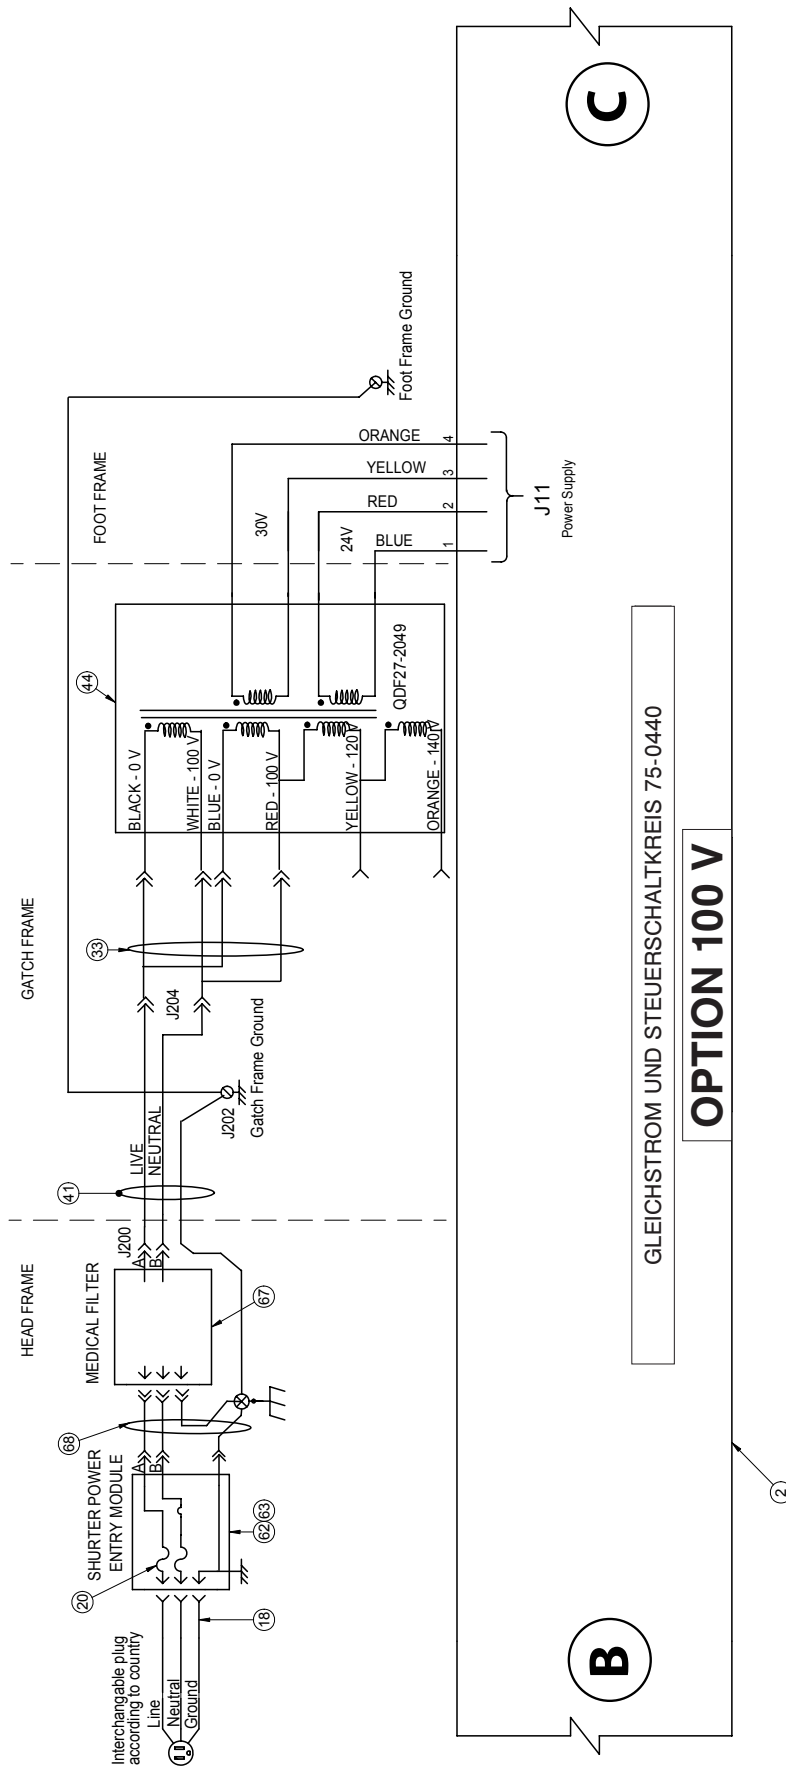 HEAD FRAME
GATCH FRAME
FOOT FRAME
Interchangable plug
according to country
Line
Neutral
Ground
18
20
SHURTER POWER
ENTRY MODULE
A
B
62 63
68
MEDICAL FILTER
67
J200
A
B
41
LIVE
NEUTRAL
J202
Gatch Frame Ground
J204
33
44
BLACK - 0 V
WHITE - 100 V
BLUE - 0 V
RED - 100 V
YELLOW - 120 V
ORANGE - 140 V
QDF27-2049
30V
24V
ORANGE
4
YELLOW
3
RED
2
BLUE
1
J11
Power Supply
Foot Frame Ground
B
C
GLEICHSTROM UND STEUERSCHALTKREIS 75-0440
OPTION 100 V
2